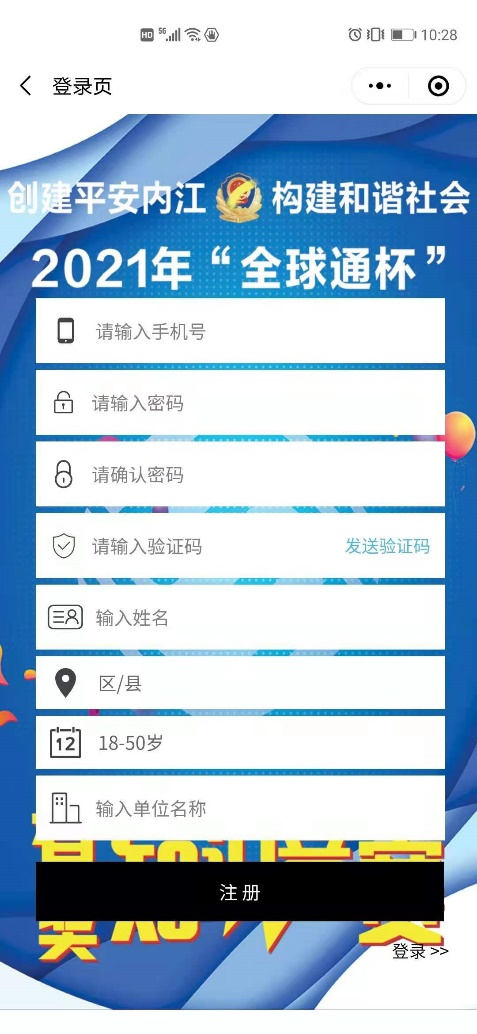 HD 5G 10:28
登录页
创建平安内江 构建和谐社会
2021年“全球通杯”
请输入手机号
请输入密码
请确认密码
请输入验证码 发送验证码
输入姓名
区/县
12 18-50岁
输入单位名称
注册
登录 >>